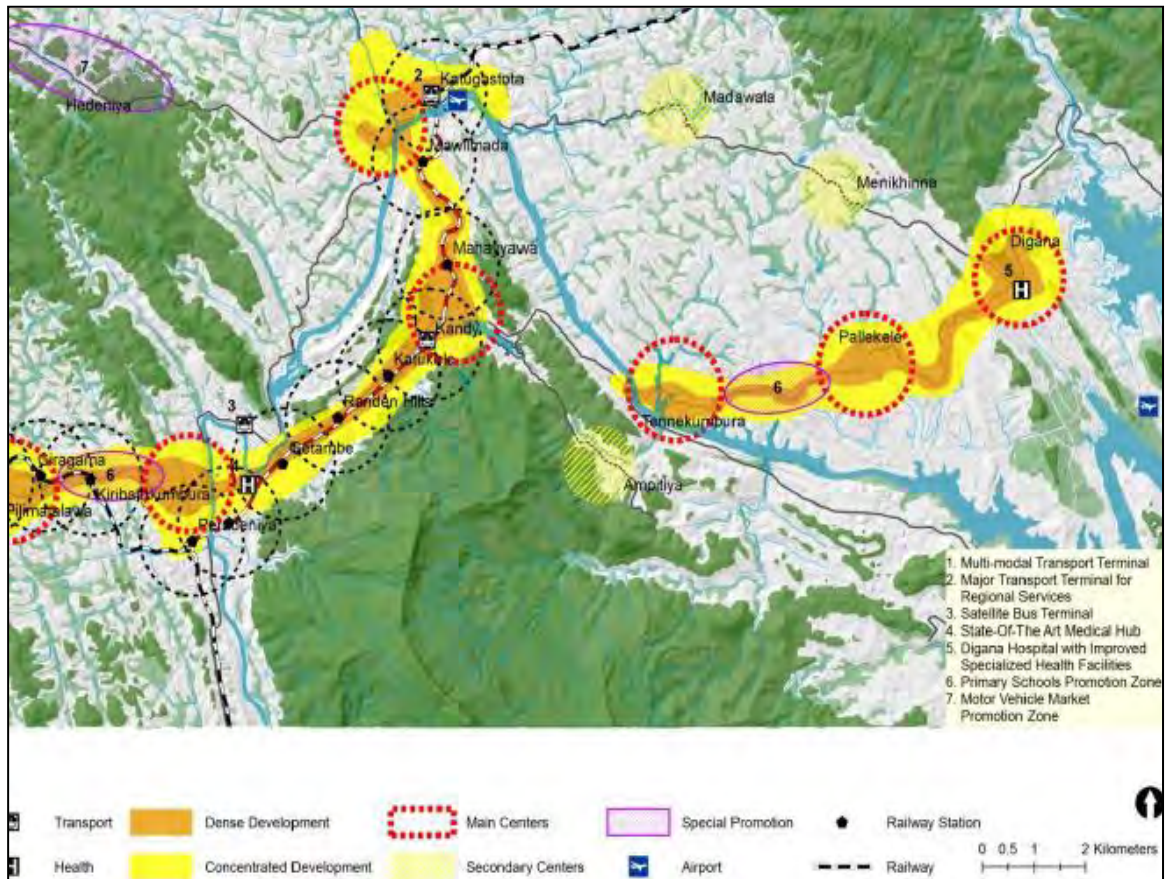 2
Katugastota
7
Hedeniya
Madawala
Mawilmada
Menikhinna
Mahaiyawa
Digana
5
H
Kandy
Pallekele
6
Randen Hills
Tennekumbura
3
Getambe
4
H
Giragama
6
Ampitiya
Peradeniya
1. Multi-modal Transport Terminal
2. Major Transport Terminal for
Regional Services
3. Satellite Bus Terminal
4. State-Of-The Art Medical Hub
5. Digana Hospital with Improved
Specialized Health Facilities
6. Primary Schools Promotion Zone
7. Motor Vehicle Market
Promotion Zone
Transport
Dense Development
Main Centers
Special Promotion
Railway Station
H
Health
Concentrated Development
Secondary Centers
Airport
Railway
0 0.5 1 2 Kilometers